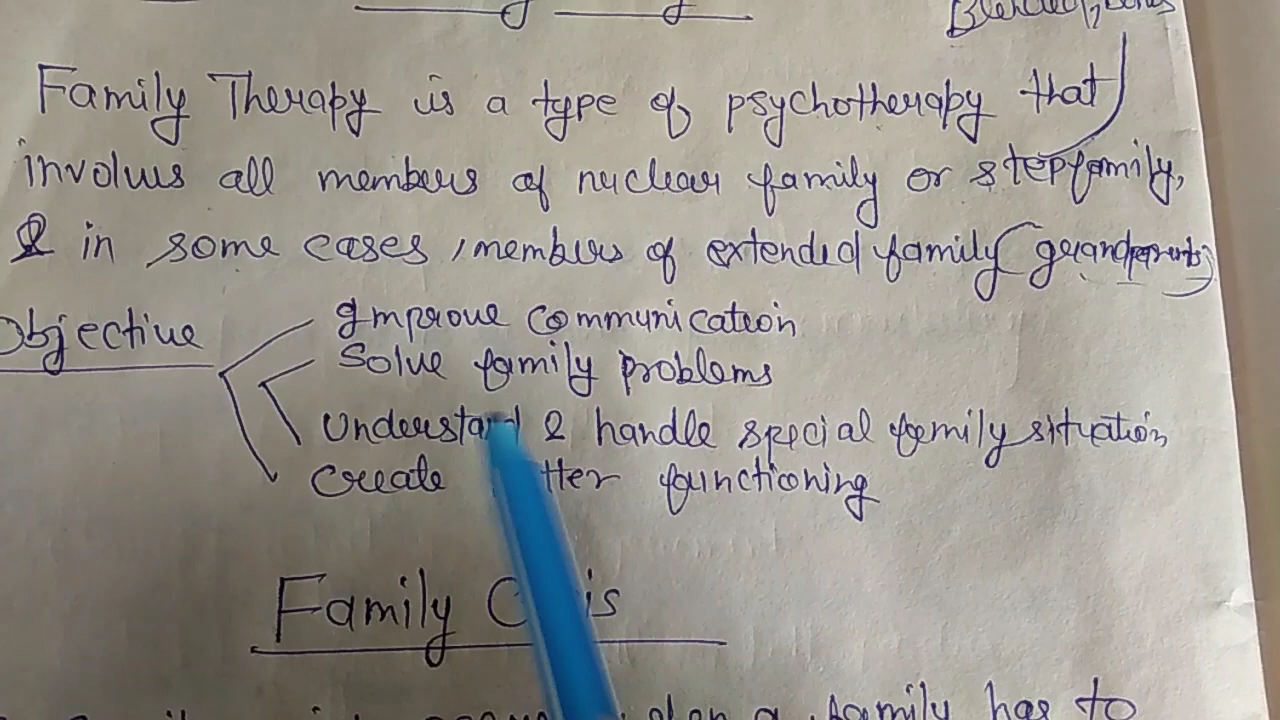 Family Therapy is a type of psychotherapy that
involves all members of nuclear family or stepfamily,
& in some cases, members of extended family (grandparents)
Objective
Improve communication
Solve family problems
Understand & handle special family situation
Create functioning
Family
a family has to